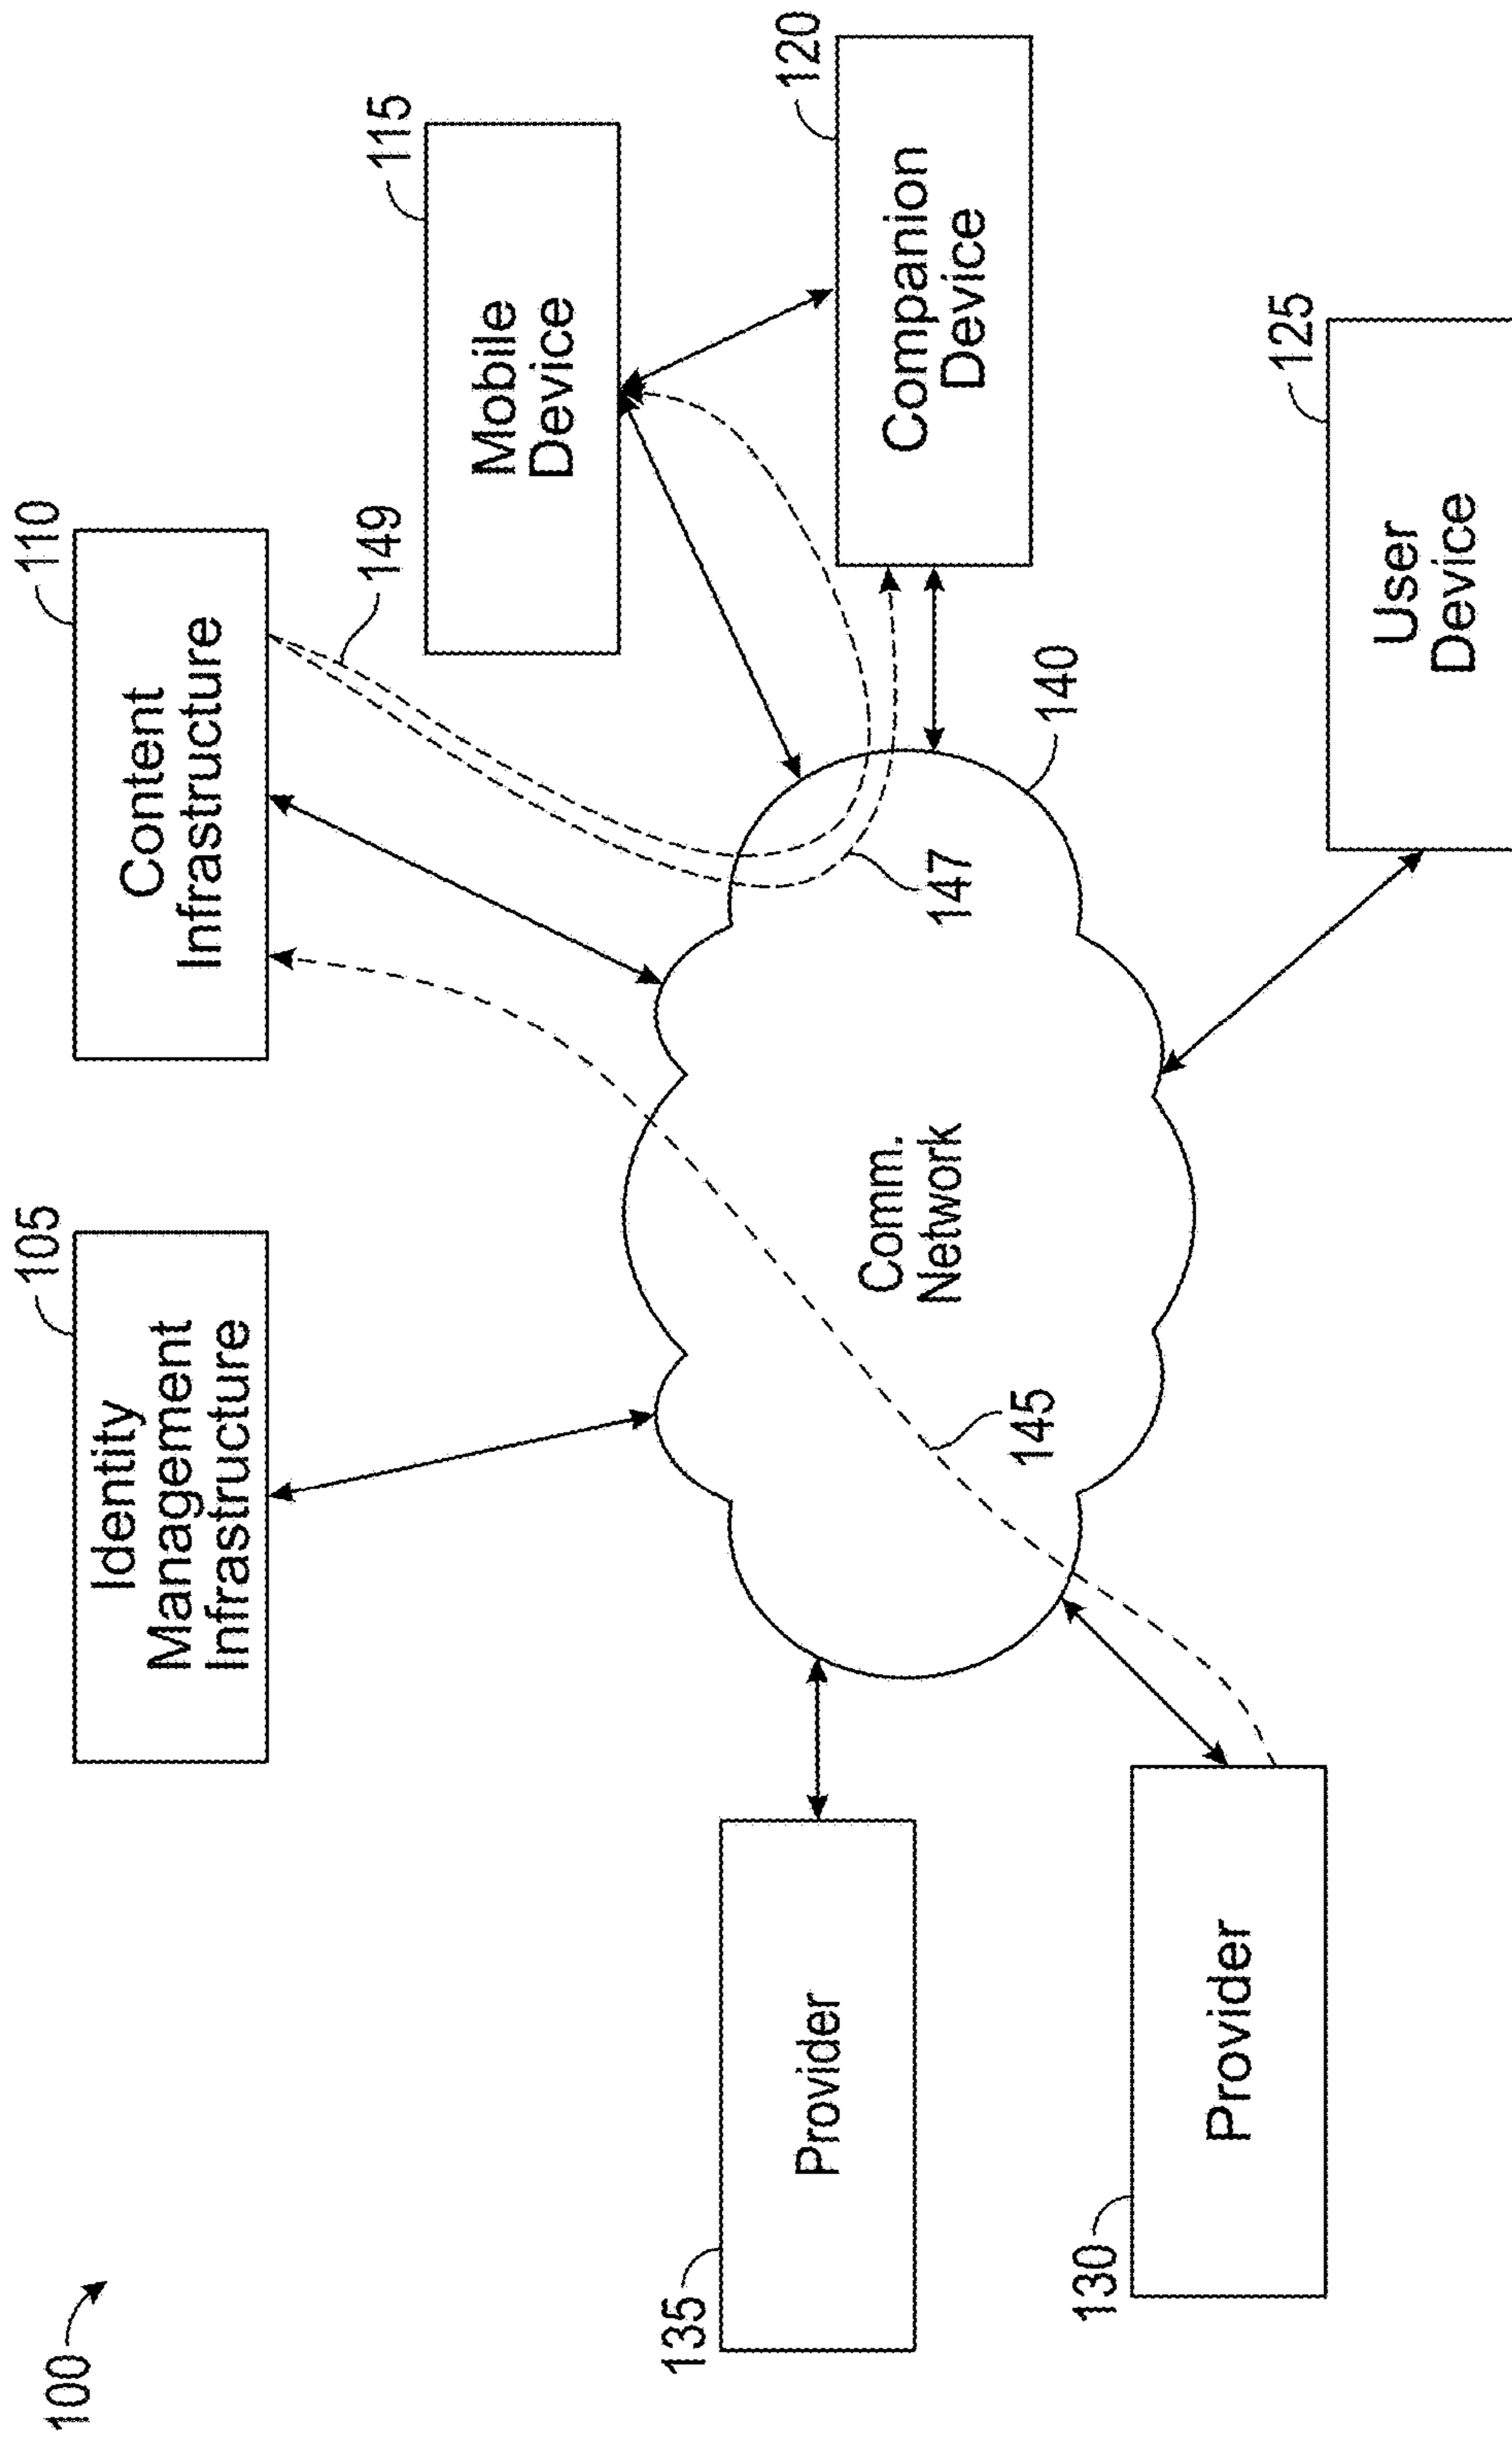 100
105
Identity
Management
Infrastructure
110
Content
Infrastructure
149
115
Mobile
Device
135
Provider
Comm.
Network
147
120
Companion
Device
145
140
130
Provider
125
User
Device